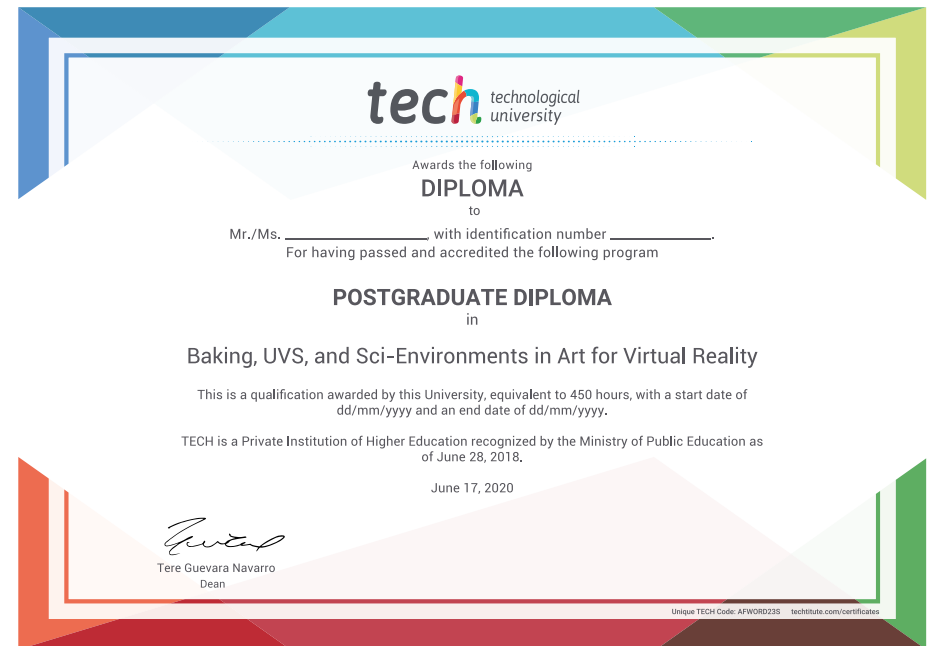 tech technological
university
Awards the following
DIPLOMA
to
Mr./Ms. ____________________, with identification number ______________.
For having passed and accredited the following program
POSTGRADUATE DIPLOMA
in
Baking, UVS, and Sci-Environments in Art for Virtual Reality
This is a qualification awarded by this University, equivalent to 450 hours, with a start date of
dd/mm/yyyy and an end date of dd/mm/yyyy.
TECH is a Private Institution of Higher Education recognized by the Ministry of Public Education as
of June 28, 2018.
June 17, 2020
Tere Guevara Navarro
Dean
Unique TECH Code: AFWORD23S techtitute.com/certificates